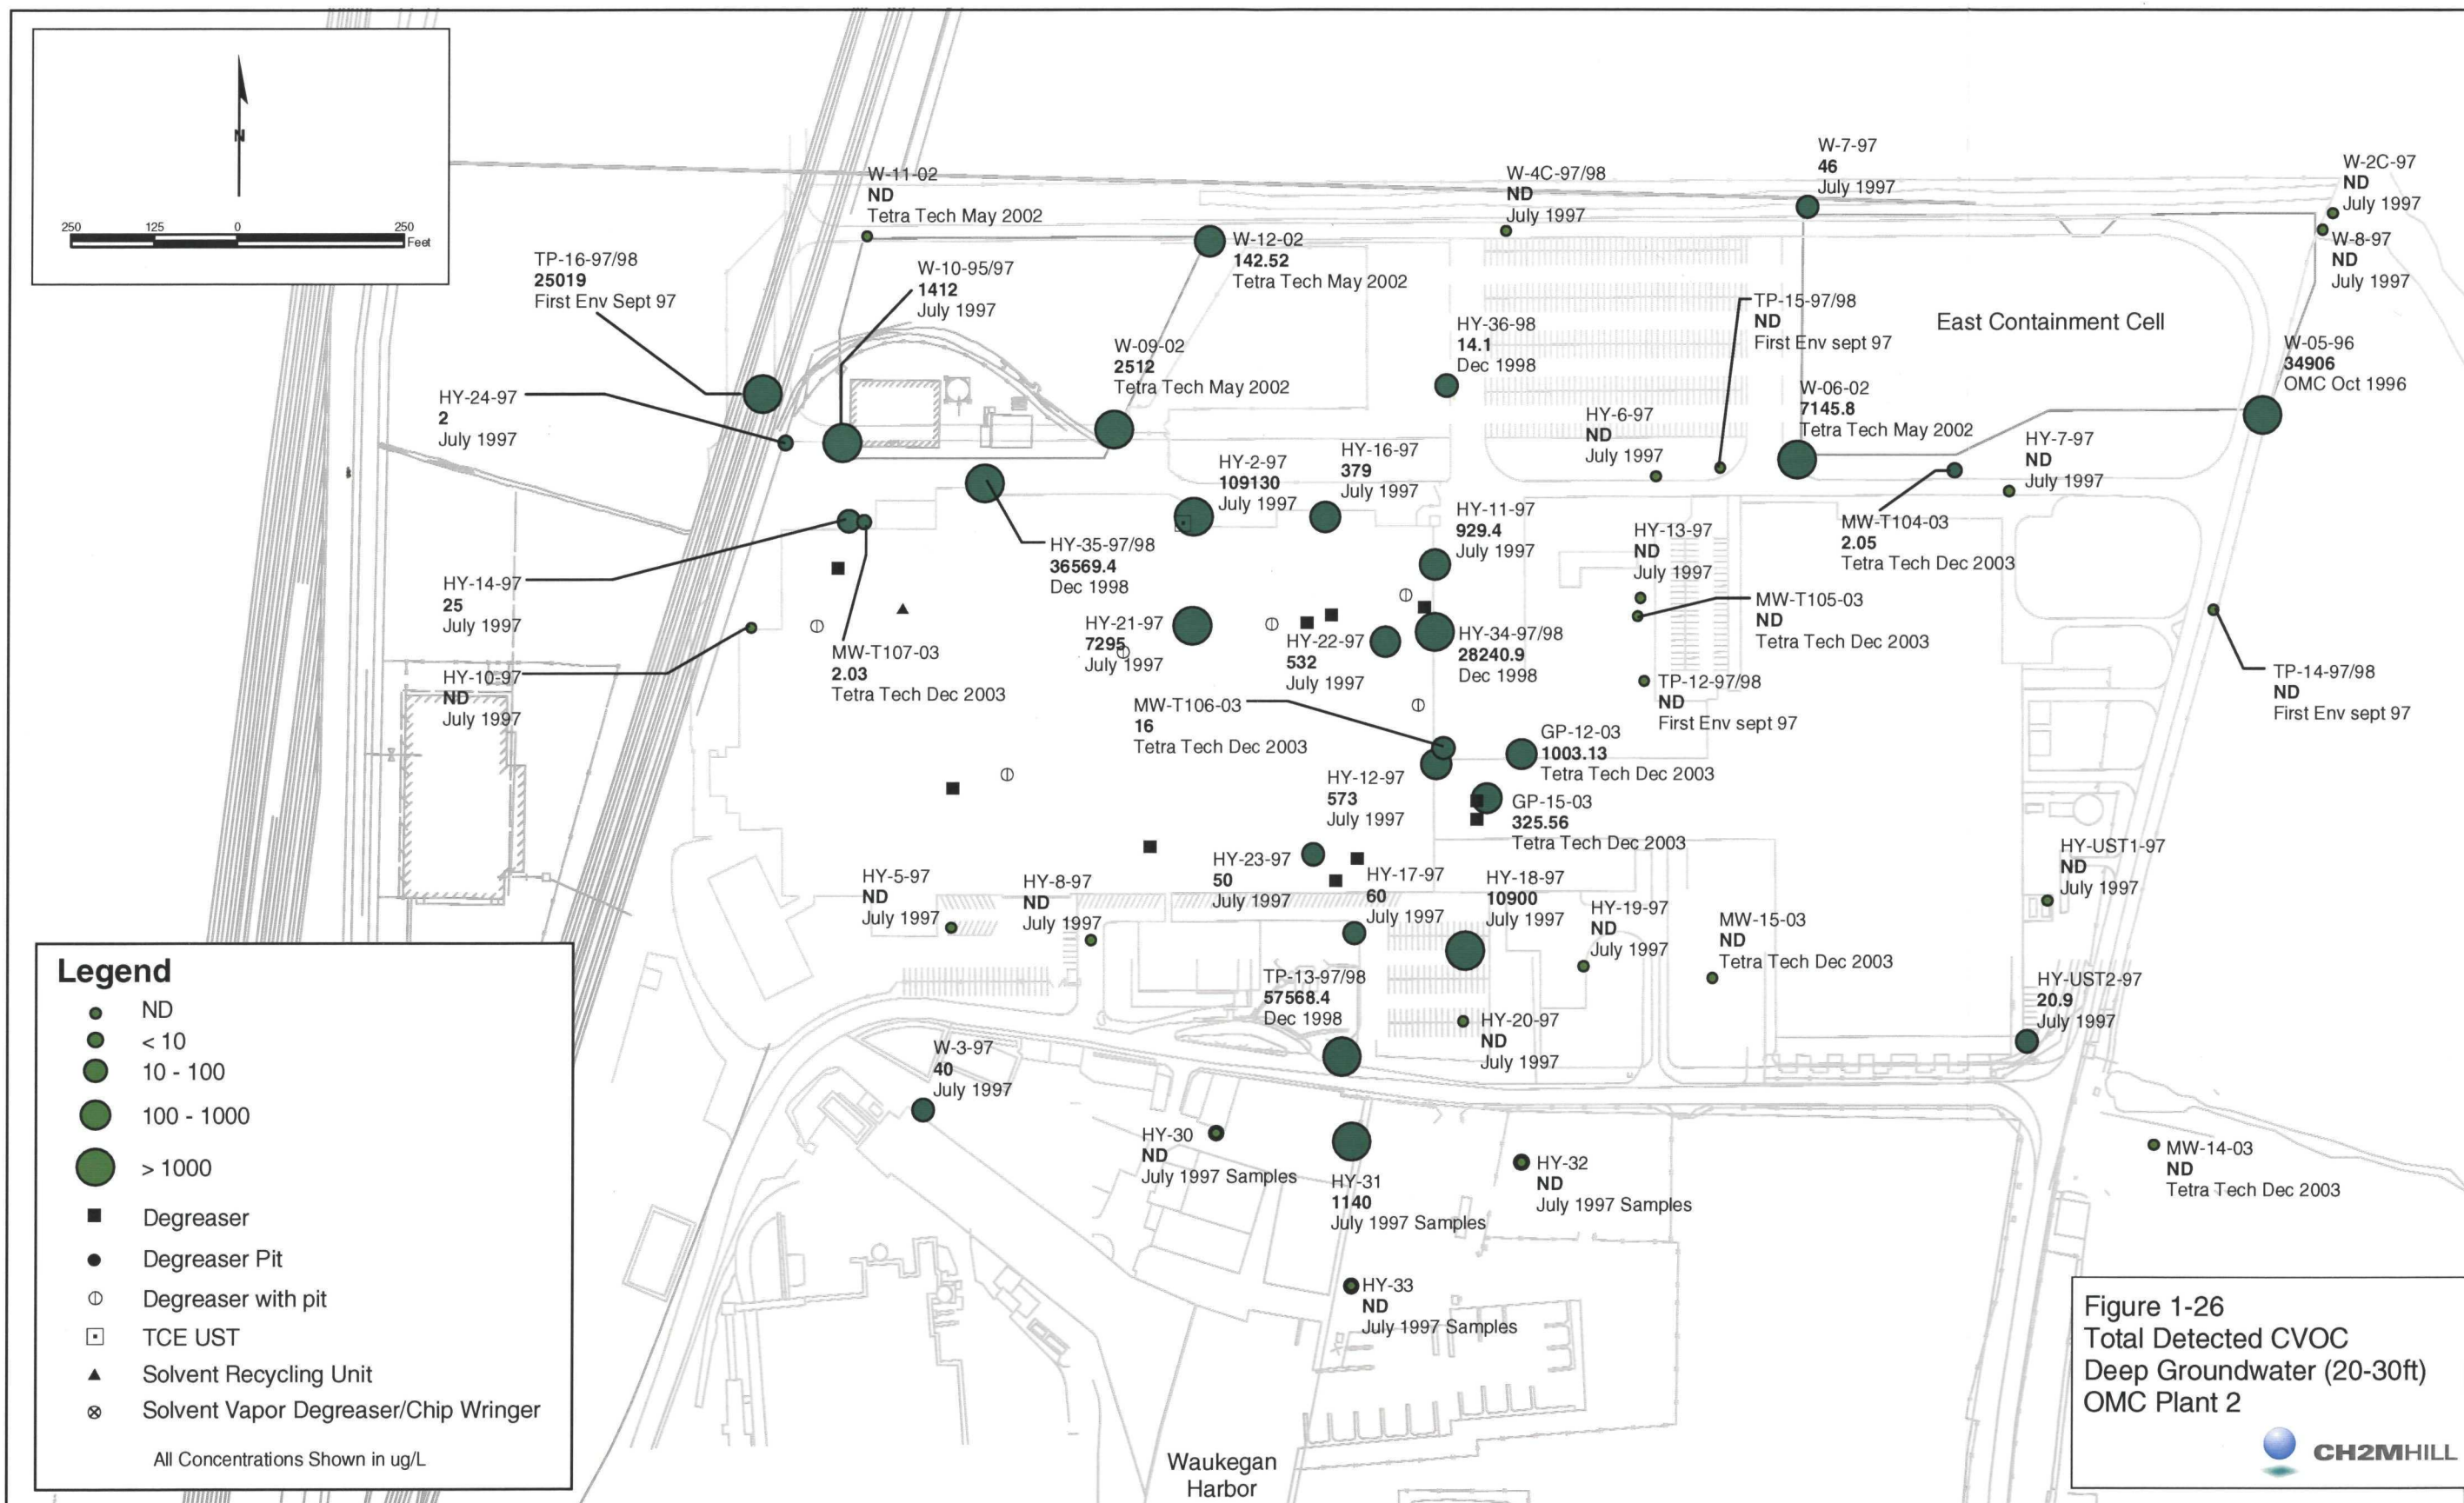 N
250
125
0
250
Feet
W-11-02
ND
Tetra Tech May 2002
W-4C-97/98
ND
July 1997
W-7-97
46
July 1997
W-2C-97
ND
July 1997
W-8-97
ND
July 1997
TP-16-97/98
25019
First Env Sept 97
W-10-95/97
1412
July 1997
W-12-02
142.52
Tetra Tech May 2002
W-09-02
2512
Tetra Tech May 2002
HY-36-98
14.1
Dec 1998
TP-15-97/98
ND
First Env sept 97
East Containment Cell
W-05-96
34906
OMC Oct 1996
HY-24-97
2
July 1997
W-06-02
7145.8
Tetra Tech May 2002
HY-6-97
ND
July 1997
HY-7-97
ND
July 1997
HY-2-97
109130
July 1997
HY-16-97
379
July 1997
HY-11-97
929.4
July 1997
HY-13-97
ND
July 1997
MW-T104-03
2.05
Tetra Tech Dec 2003
HY-35-97/98
36569.4
Dec 1998
HY-14-97
25
July 1997
MW-T105-03
ND
Tetra Tech Dec 2003
HY-21-97
7295
July 1997
HY-22-97
532
July 1997
HY-34-97/98
28240.9
Dec 1998
MW-T107-03
2.03
Tetra Tech Dec 2003
HY-10-97
ND
July 1997
TP-12-97/98
ND
First Env sept 97
TP-14-97/98
ND
First Env sept 97
MW-T106-03
16
Tetra Tech Dec 2003
GP-12-03
1003.13
Tetra Tech Dec 2003
HY-12-97
573
July 1997
GP-15-03
325.56
Tetra Tech Dec 2003
HY-5-97
ND
July 1997
HY-8-97
ND
July 1997
HY-23-97
50
July 1997
HY-17-97
60
July 1997
HY-18-97
10900
July 1997
HY-19-97
ND
July 1997
MW-15-03
ND
Tetra Tech Dec 2003
HY-UST1-97
ND
July 1997
HY-UST2-97
20.9
July 1997
TP-13-97/98
57568.4
Dec 1998
HY-20-97
ND
July 1997
W-3-97
40
July 1997
HY-30
ND
July 1997 Samples
HY-31
1140
July 1997 Samples
HY-32
ND
July 1997 Samples
MW-14-03
ND
Tetra Tech Dec 2003
HY-33
ND
July 1997 Samples
Waukegan
Harbor
Legend
ND
< 10
10 - 100
100 - 1000
> 1000
Degreaser
Degreaser Pit
Degreaser with pit
TCE UST
Solvent Recycling Unit
Solvent Vapor Degreaser/Chip Wringer
All Concentrations Shown in ug/L
Figure 1-26
Total Detected CVOC
Deep Groundwater (20-30ft)
OMC Plant 2
CH2MHILL